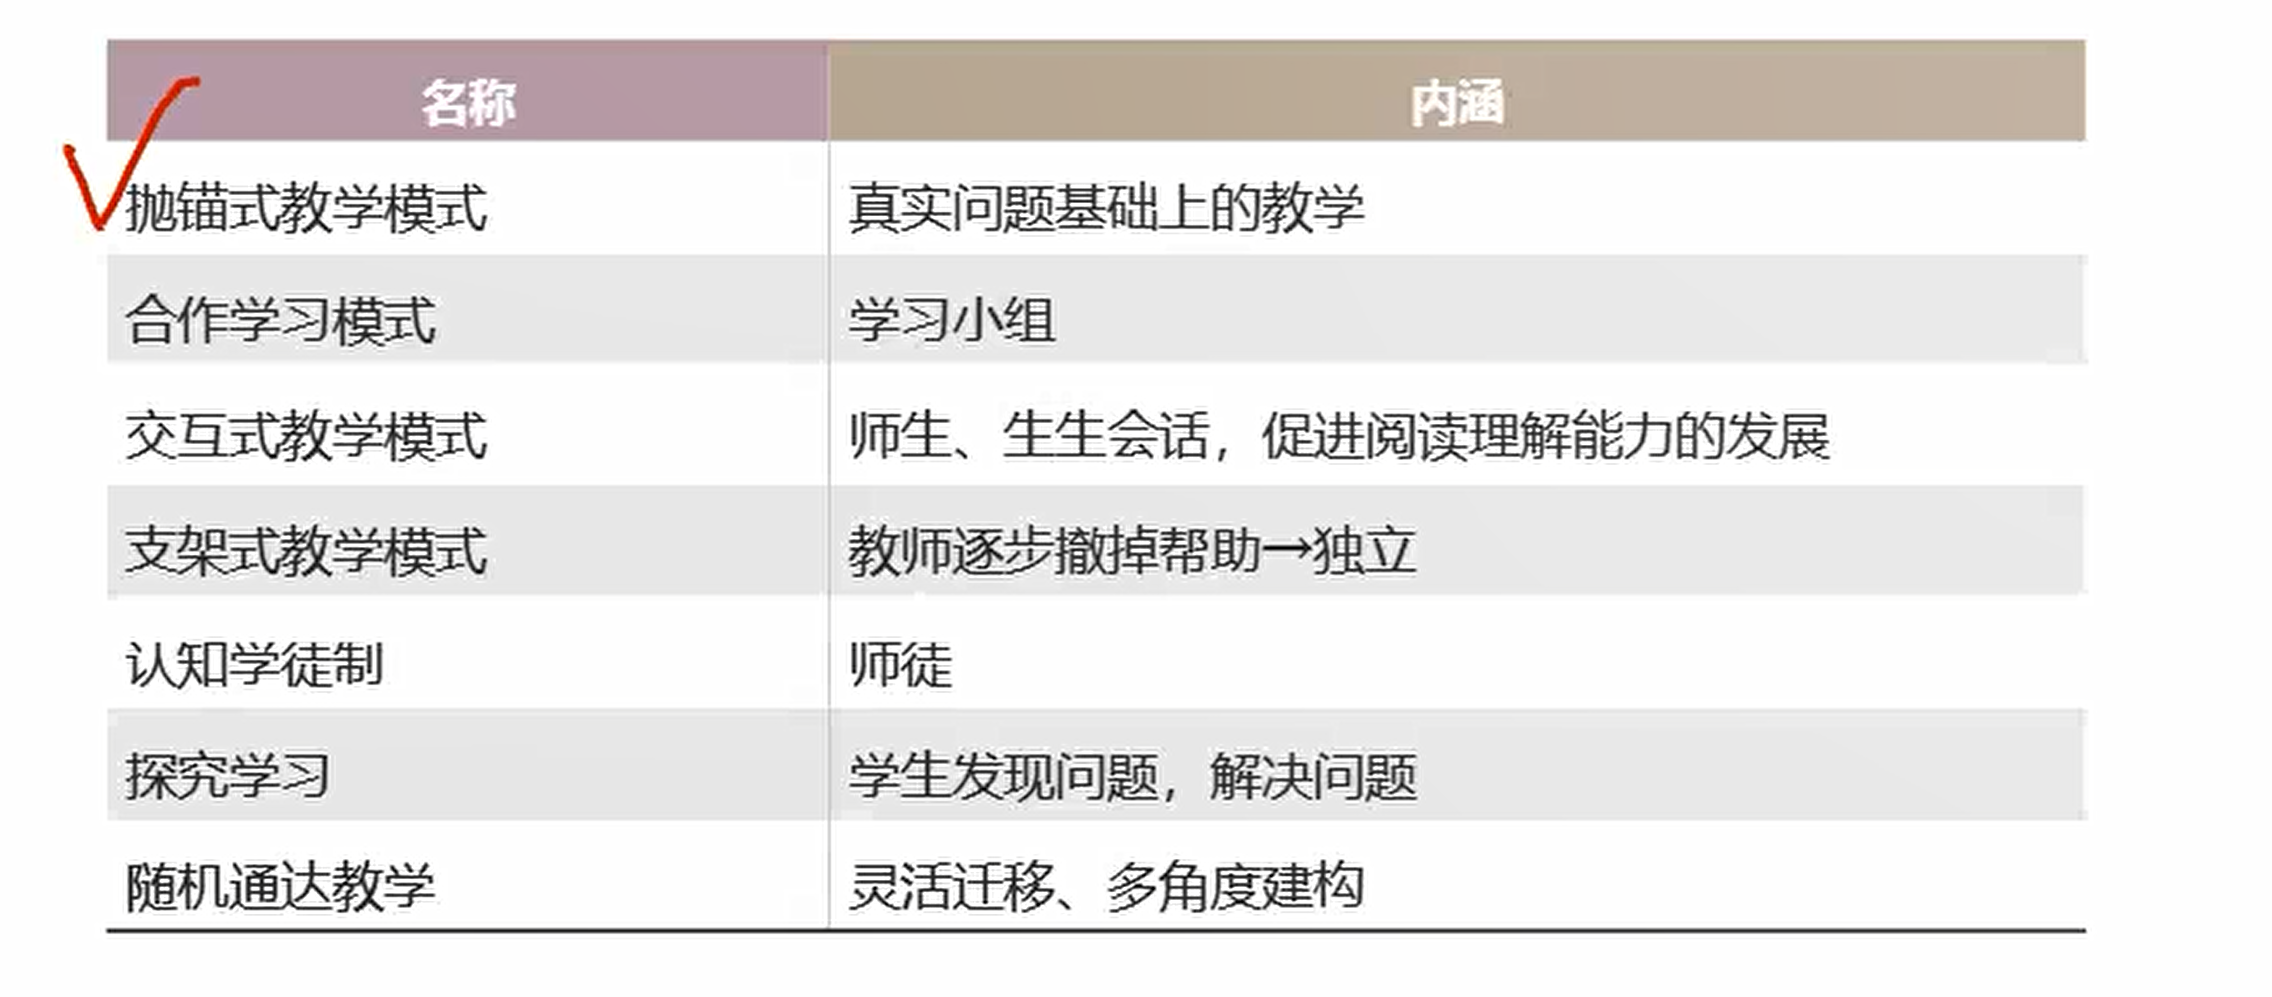 名称 内涵
抛锚式教学模式 真实问题基础上的教学
合作学习模式 学习小组
交互式教学模式 师生、生生会话，促进阅读理解能力的发展
支架式教学模式 教师逐步撤掉帮助→独立
认知学徒制 师徒
探究学习 学生发现问题，解决问题
随机通达教学 灵活迁移、多角度建构